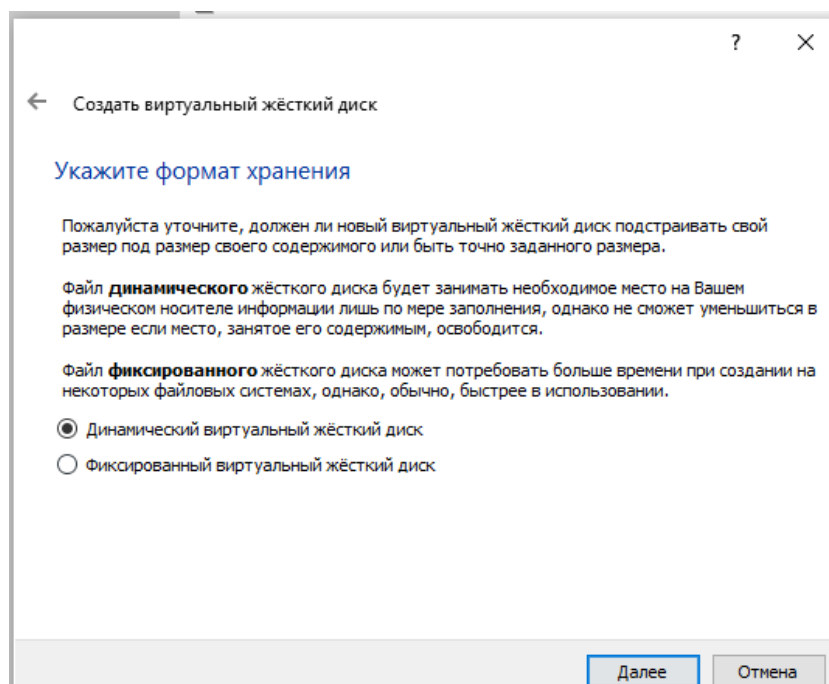 ?
Создать виртуальный жёсткий диск
Укажите формат хранения
Пожалуйста уточните, должен ли новый виртуальный жёсткий диск подстраивать свой
размер под размер своего содержимого или быть точно заданного размера.
Файл динамического жёсткого диска будет занимать необходимое место на Вашем
физическом носителе информации лишь по мере заполнения, однако не сможет уменьшиться в
размере если место, занятое его содержимым, освободится.
Файл фиксированного жёсткого диска может потребовать больше времени при создании на
некоторых файловых системах, однако, обычно, быстрее в использовании.
Динамический виртуальный жёсткий диск
Фиксированный виртуальный жёсткий диск
Далее Отмена